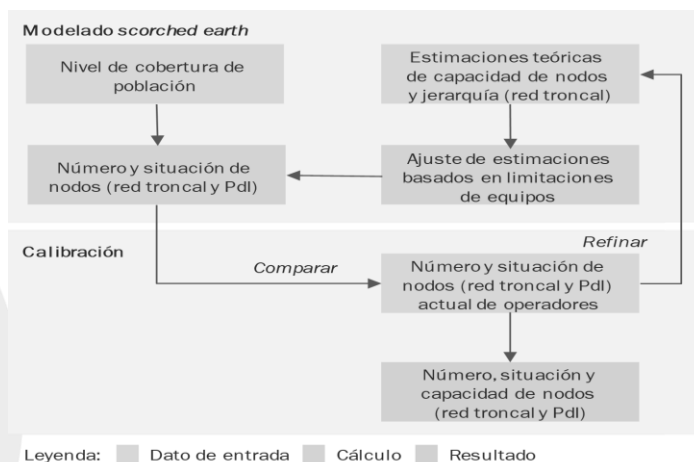 Modelado scorched earth
Nivel de cobertura de
población
Estimaciones teóricas
de capacidad de nodos
y jerarquía (red troncal)
Número y situación de
nodos (red troncal y PdI)
Ajuste de estimaciones
basados en limitaciones
de equipos
Calibración
Comparar
Refinar
Número y situación de
nodos (red troncal y PdI)
actual de operadores
Número, situación y
capacidad de nodos
(red troncal y PdI)
Leyenda: Dato de entrada Cálculo Resultado